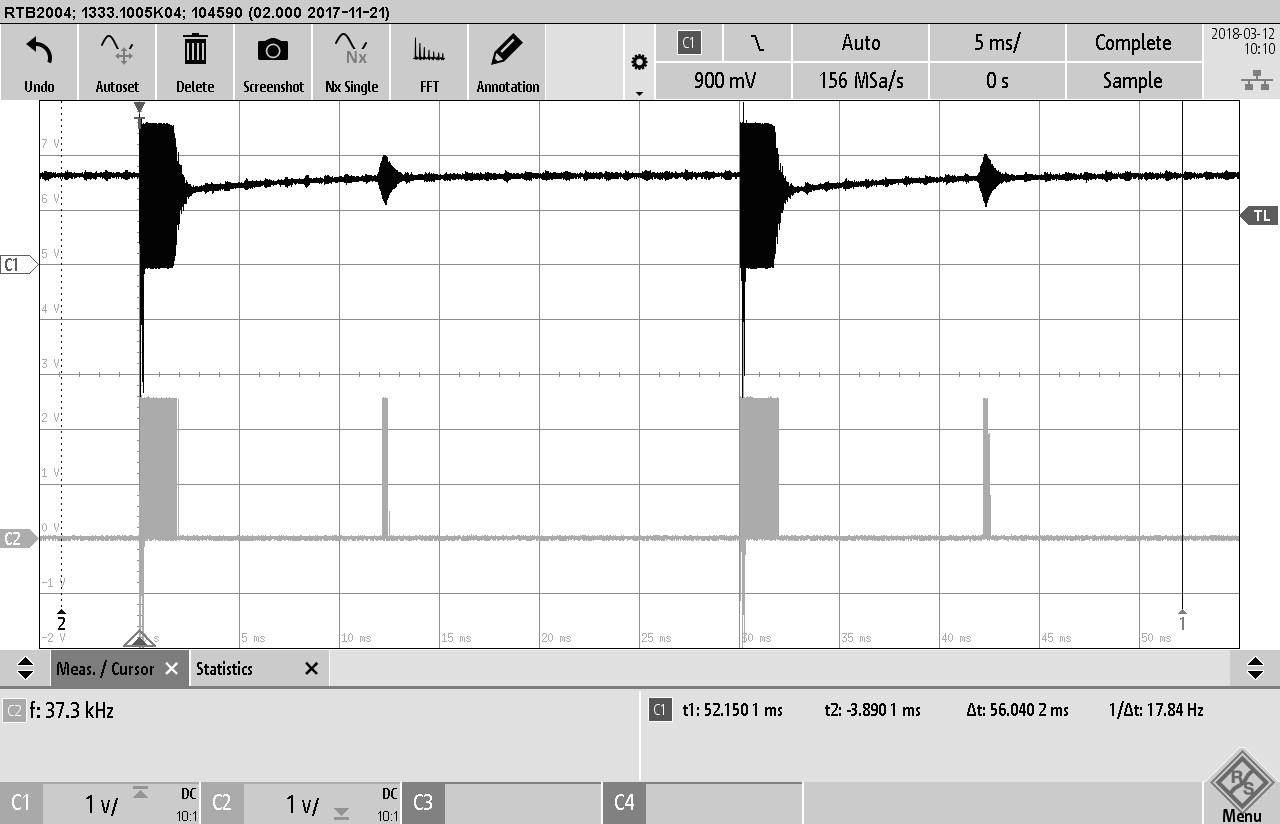 RTB2004; 1333.1005K04; 104590 (02.000 2017-11-21)
Undo
Autoset
Delete
Screenshot
Nx
Nx Single
FFT
Annotation
C1
Auto
5 ms/
Complete
2018-03-12
10:10
900 mV
156 MSa/s
0 s
Sample
7 V
6 V
TL
5 V
C1
4 V
3 V
2 V
1 V
0 V
C2
-1 V
2
1
-2 V
s
5 ms
10 ms
15 ms
20 ms
25 ms
30 ms
35 ms
40 ms
45 ms
50 ms
Meas. / Cursor
Statistics
C2 f: 37.3 kHz
C1 t1: 52.150 1 ms t2: -3.890 1 ms Δt: 56.040 2 ms 1/Δt: 17.84 Hz
C1 1 V/ DC 10:1
C2 1 V/ DC 10:1
C3
C4
R S
Menu